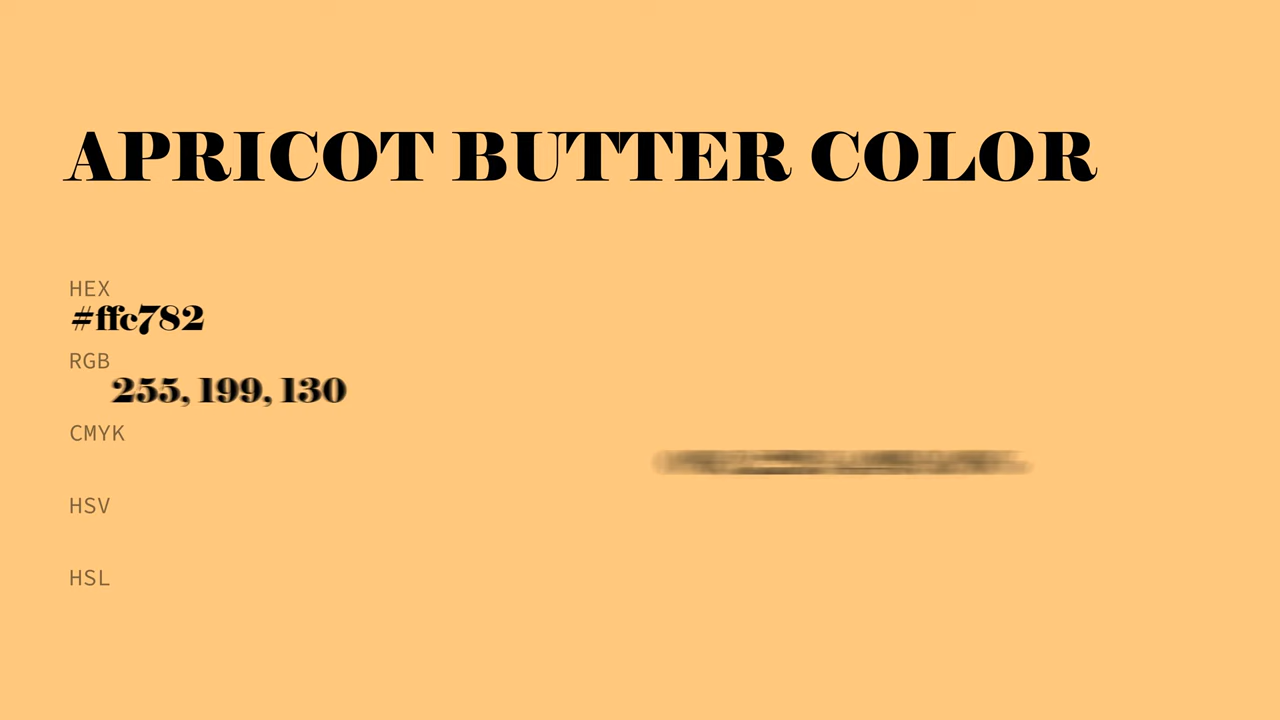 APRICOT BUTTER COLOR
HEX
#ffc782
RGB
255, 199, 130
CMYK
HSV
HSL